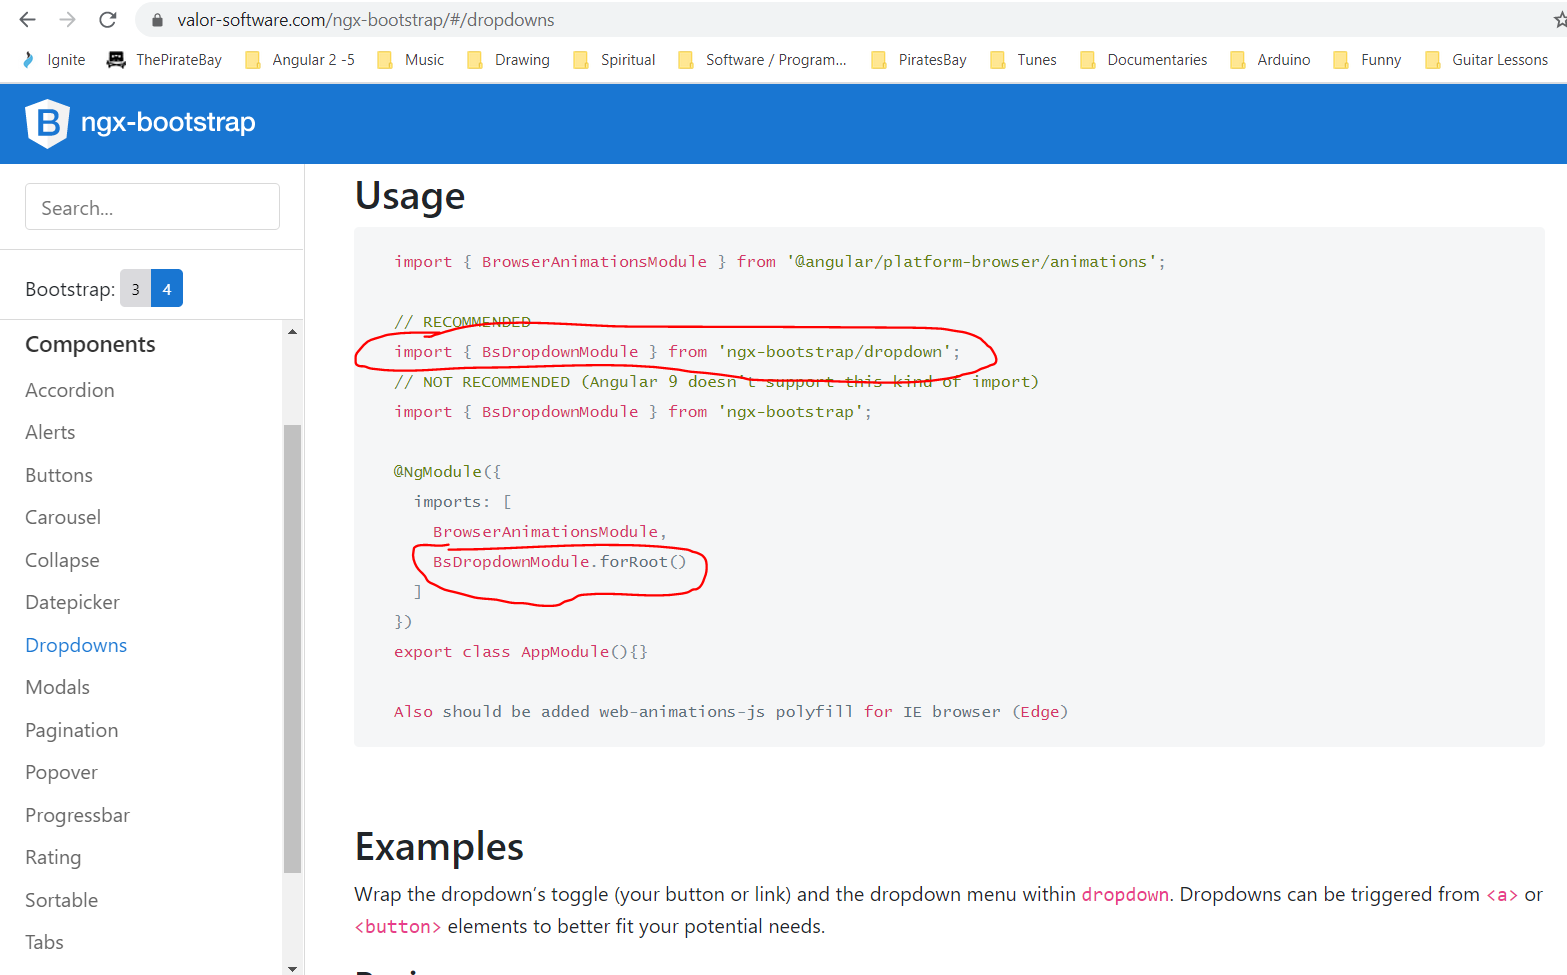 valor-software.com/ngx-bootstrap/#/dropdowns
Ignite ThePirateBay Angular 2 -5 Music Drawing Spiritual Software / Program... PiratesBay Tunes Documentaries Arduino Funny Guitar Lessons
B ngx-bootstrap
Search...
Bootstrap: 3 4
Components
Accordion
Alerts
Buttons
Carousel
Collapse
Datepicker
Dropdowns
Modals
Pagination
Popover
Progressbar
Rating
Sortable
Tabs
Usage
import { BrowserAnimationsModule } from '@angular/platform-browser/animations';
// RECOMMENDED
import { BsDropdownModule } from 'ngx-bootstrap/dropdown';
// NOT RECOMMENDED (Angular 9 doesn't support this kind of import)
import { BsDropdownModule } from 'ngx-bootstrap';
@NgModule({
imports: [
BrowserAnimationsModule,
BsDropdownModule.forRoot()
]
})
export class AppModule(){}
Also should be added web-animations-js polyfill for IE browser (Edge)
Examples
Wrap the dropdown’s toggle (your button or link) and the dropdown menu within dropdown. Dropdowns can be triggered from <a> or
<button> elements to better fit your potential needs.